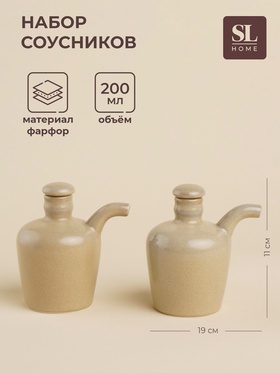 НАБОР
СОУСНИКОВ
SL
HOME
200
МЛ
материал
фарфор
объём
11 см
19 см